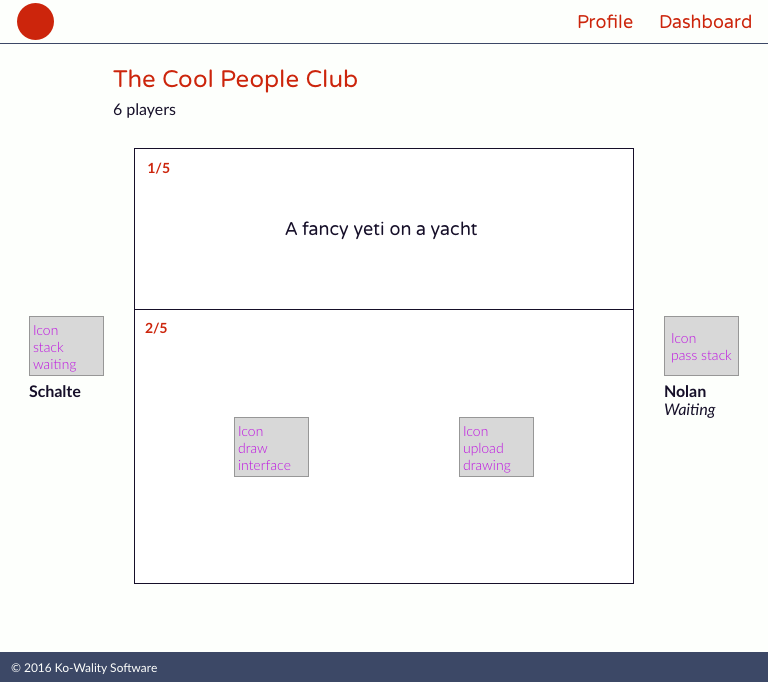 Profile Dashboard
The Cool People Club
6 players
1/5
A fancy yeti on a yacht
Icon
stack
waiting
Schalte
2/5
Icon
draw
interface
Icon
upload
drawing
Icon
pass stack
Nolan
Waiting
© 2016 Ko-Wality Software